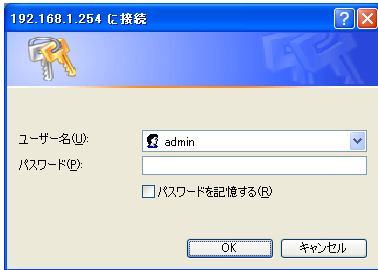 192.168.1.254 に接続
ユーザー名(U):
admin
パスワード(P):
パスワードを記憶する(R)
OK
キャンセル